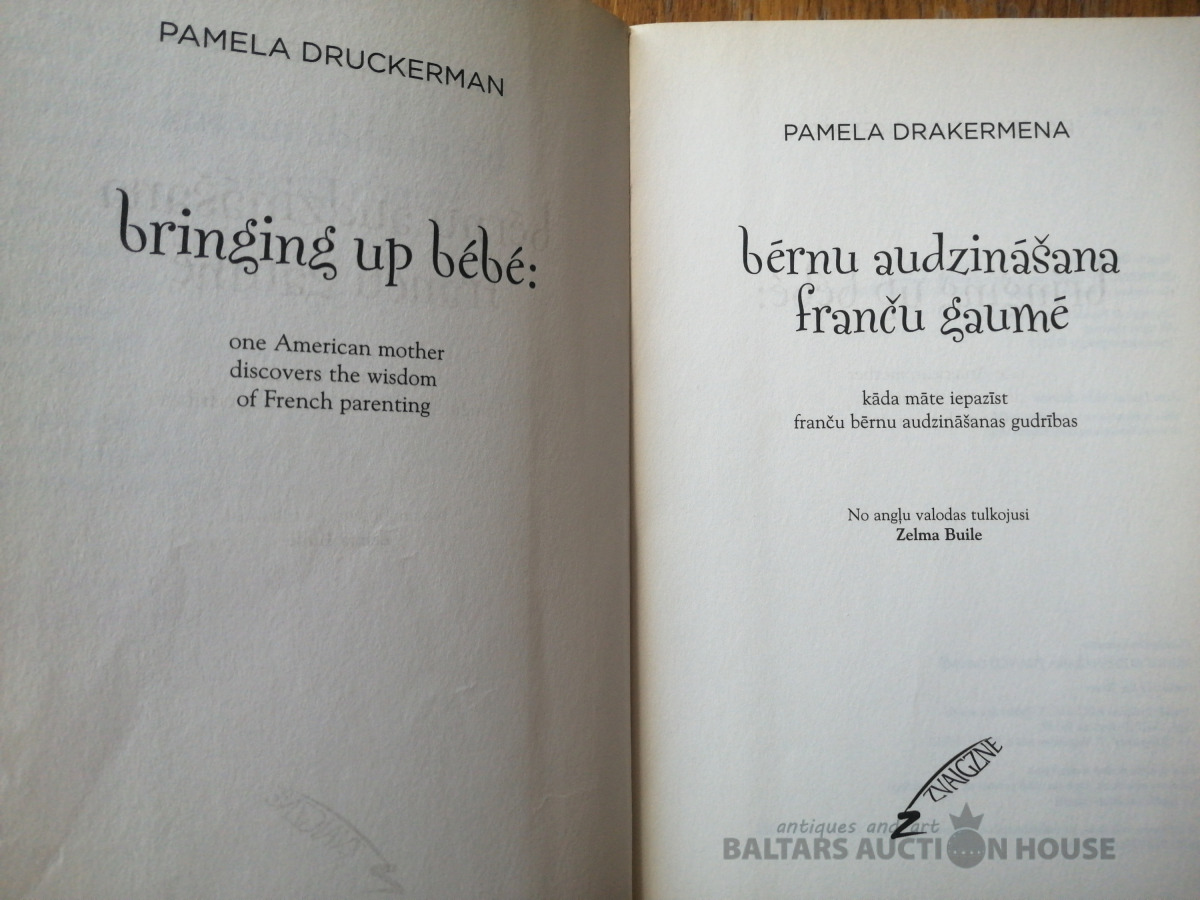 PAMELA DRUCKERMAN
bringing up bébé:
one American mother
discovers the wisdom
of French parenting
PAMELA DRAKERMENA
bērnu audzināšana
franču gaumē
kāda māte iepazīst
franču bērnu audzināšanas gudrības
No angļu valodas tulkojusi
Zelma Buile
ZVAIGZNE
antiques and art
BALTARS AUCTION HOUSE